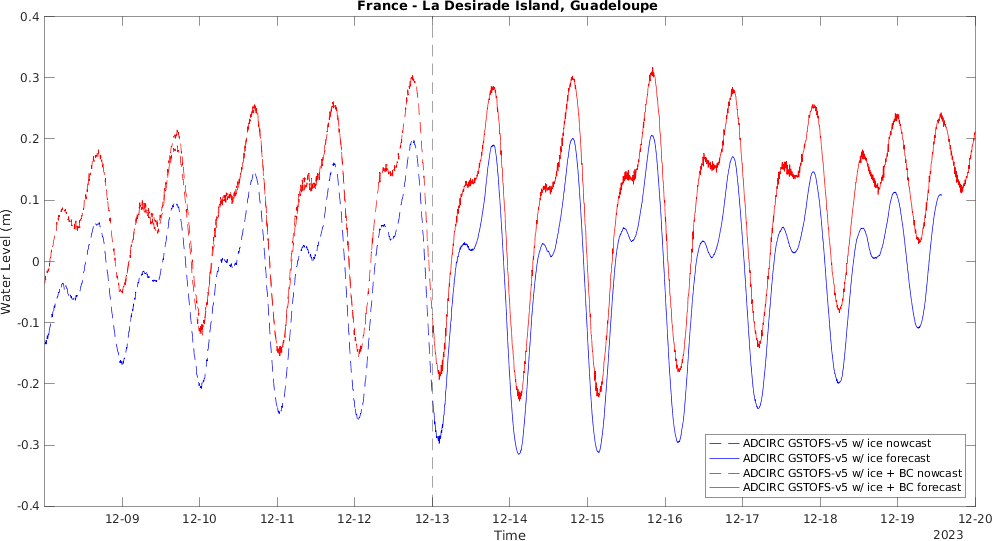 France - La Desirade Island, Guadeloupe
0.4
0.3
0.2
0.1
0
-0.1
-0.2
-0.3
-0.4
Water Level (m)
ADCIRC GSTOFS-v5 w/ ice nowcast
ADCIRC GSTOFS-v5 w/ ice forecast
ADCIRC GSTOFS-v5 w/ ice + BC nowcast
ADCIRC GSTOFS-v5 w/ ice + BC forecast
12-09 12-10 12-11 12-12 12-13 12-14 12-15 12-16 12-17 12-18 12-19 12-20
Time
2023